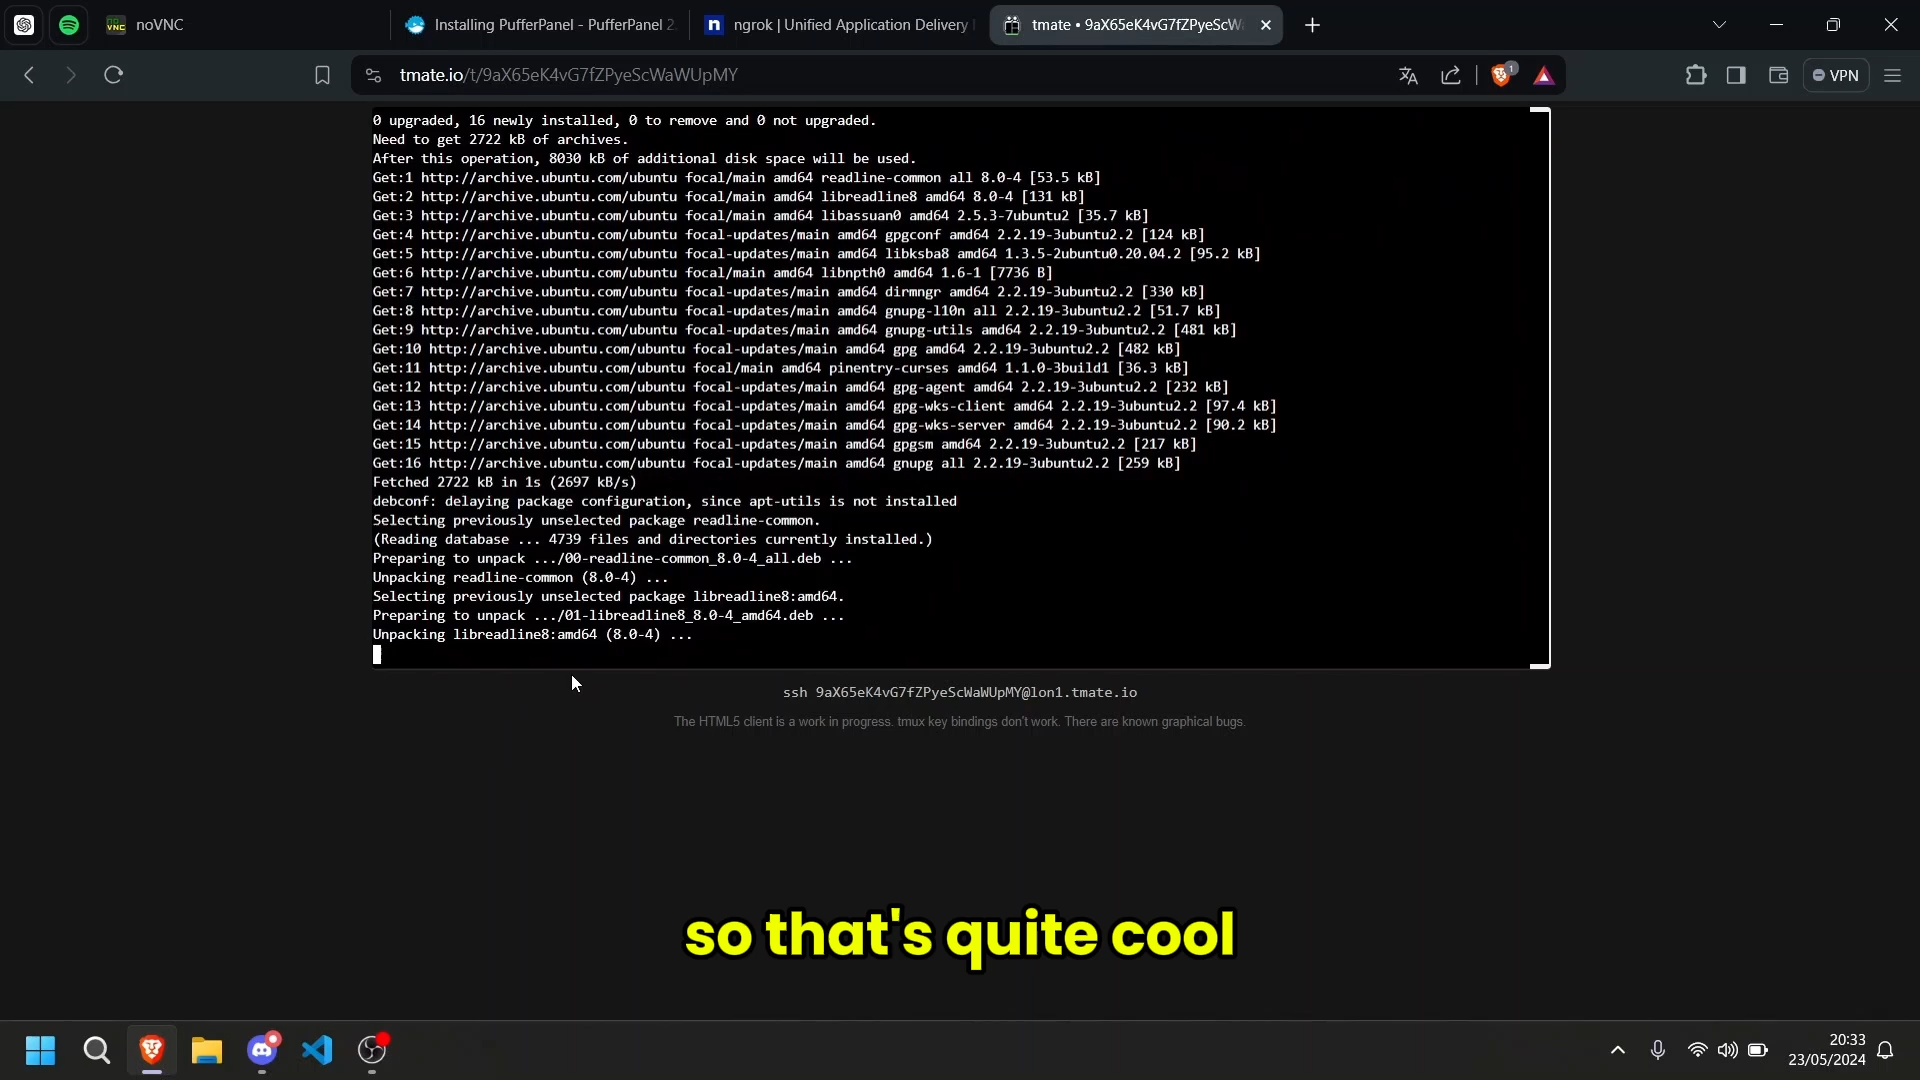 noVNC
Installing PufferPanel - PufferPanel 2.
ngrok | Unified Application Delivery
tmate • 9aX65eK4vG7fZPyeScW
tmate.io/t/9aX65eK4vG7fZPyeScWaWUpMY
1
VPN
0 upgraded, 16 newly installed, 0 to remove and 0 not upgraded.
Need to get 2722 kB of archives.
After this operation, 8030 kB of additional disk space will be used.
Get:1 http://archive.ubuntu.com/ubuntu focal/main amd64 readline-common all 8.0-4 [53.5 kB]
Get:2 http://archive.ubuntu.com/ubuntu focal/main amd64 libreadline8 amd64 8.0-4 [131 kB]
Get:3 http://archive.ubuntu.com/ubuntu focal/main amd64 libassuan0 amd64 2.5.3-7ubuntu2 [35.7 kB]
Get:4 http://archive.ubuntu.com/ubuntu focal-updates/main amd64 gpgconf amd64 2.2.19-3ubuntu2.2 [124 kB]
Get:5 http://archive.ubuntu.com/ubuntu focal-updates/main amd64 libksba8 amd64 1.3.5-2ubuntu0.20.04.2 [95.2 kB]
Get:6 http://archive.ubuntu.com/ubuntu focal/main amd64 libnpth0 amd64 1.6-1 [7736 B]
Get:7 http://archive.ubuntu.com/ubuntu focal-updates/main amd64 dirmngr amd64 2.2.19-3ubuntu2.2 [330 kB]
Get:8 http://archive.ubuntu.com/ubuntu focal-updates/main amd64 gnupg-l10n all 2.2.19-3ubuntu2.2 [51.7 kB]
Get:9 http://archive.ubuntu.com/ubuntu focal-updates/main amd64 gnupg-utils amd64 2.2.19-3ubuntu2.2 [481 kB]
Get:10 http://archive.ubuntu.com/ubuntu focal-updates/main amd64 gpg amd64 2.2.19-3ubuntu2.2 [482 kB]
Get:11 http://archive.ubuntu.com/ubuntu focal/main amd64 pinentry-curses amd64 1.1.0-3build1 [36.3 kB]
Get:12 http://archive.ubuntu.com/ubuntu focal-updates/main amd64 gpg-agent amd64 2.2.19-3ubuntu2.2 [232 kB]
Get:13 http://archive.ubuntu.com/ubuntu focal-updates/main amd64 gpg-wks-client amd64 2.2.19-3ubuntu2.2 [97.4 kB]
Get:14 http://archive.ubuntu.com/ubuntu focal-updates/main amd64 gpg-wks-server amd64 2.2.19-3ubuntu2.2 [90.2 kB]
Get:15 http://archive.ubuntu.com/ubuntu focal-updates/main amd64 gpgsm amd64 2.2.19-3ubuntu2.2 [217 kB]
Get:16 http://archive.ubuntu.com/ubuntu focal-updates/main amd64 gnupg all 2.2.19-3ubuntu2.2 [259 kB]
Fetched 2722 kB in 1s (2697 kB/s)
debconf: delaying package configuration, since apt-utils is not installed
Selecting previously unselected package readline-common.
(Reading database ... 4739 files and directories currently installed.)
Preparing to unpack .../00-readline-common_8.0-4_all.deb ...
Unpacking readline-common (8.0-4) ...
Selecting previously unselected package libreadline8:amd64.
Preparing to unpack .../01-libreadline8_8.0-4_amd64.deb ...
Unpacking libreadline8:amd64 (8.0-4) ...
ssh 9aX65eK4vG7fZPyeScWaWUpMY@lon1.tmate.io
The HTML5 client is a work in progress. tmux key bindings don't work. There are known graphical bugs.
so that's quite cool
20:33
23/05/2024